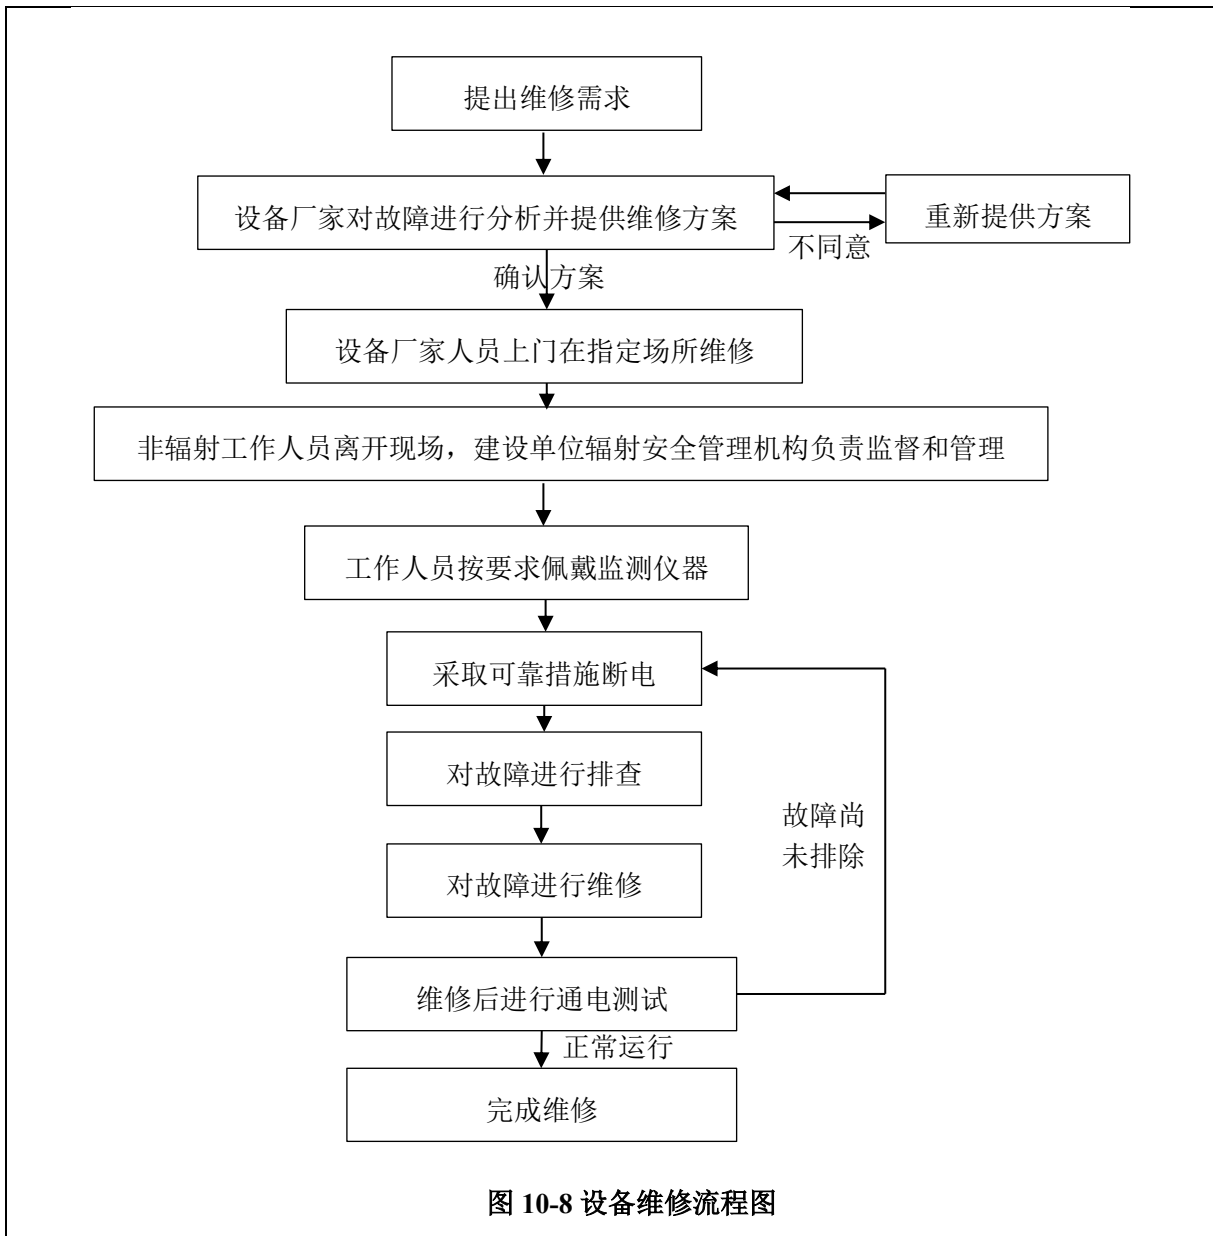 提出维修需求
设备厂家对故障进行分析并提供维修方案
重新提供方案
不同意
确认方案
设备厂家人员上门在指定场所维修
非辐射工作人员离开现场，建设单位辐射安全管理机构负责监督和管理
工作人员按要求佩戴监测仪器
采取可靠措施断电
对故障进行排查
故障尚
未排除
对故障进行维修
维修后进行通电测试
正常运行
完成维修
图 10-8 设备维修流程图